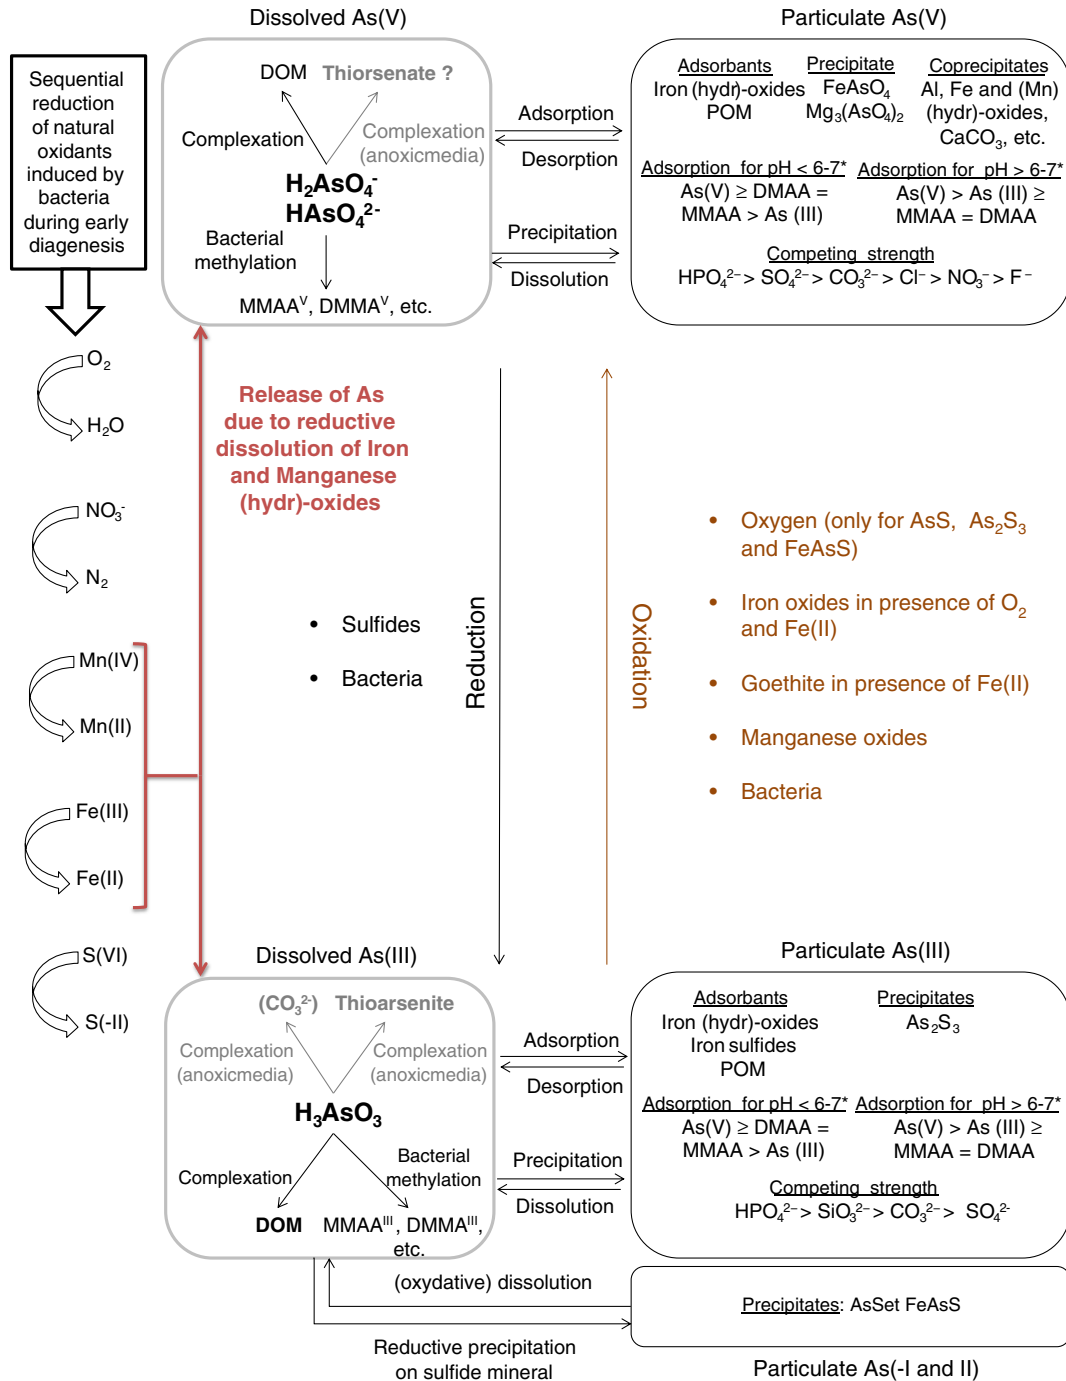 Dissolved As(V)
Particulate As(V)
Sequential
reduction
of natural
oxidants
induced by
bacteria
during early
diagenesis
DOM
Thiorsenate ?
Complexation
Complexation
(anoxicmedia)
H₂AsO₄⁻
HAsO₄²⁻
Bacterial
methylation
MMAAⱽ, DMMAⱽ, etc.
Adsorption
Desorption
Precipitation
Dissolution
Adsorbants
Iron (hydr)-oxides
POM
Precipitate
FeAsO₄
Mg₃(AsO₄)₂
Coprecipitates
Al, Fe and (Mn)
(hydr)-oxides,
CaCO₃, etc.
Adsorption for pH < 6-7*
As(V) ≥ DMAA =
MMAA > As (III)
Adsorption for pH > 6-7*
As(V) > As (III) ≥
MMAA = DMAA
Competing strength
HPO₄²⁻ > SO₄²⁻ > CO₃²⁻ > Cl⁻ > NO₃⁻ > F⁻
O₂
H₂O
NO₃⁻
N₂
Mn(IV)
Mn(II)
Fe(III)
Fe(II)
S(VI)
S(-II)
Release of As
due to reductive
dissolution of Iron
and Manganese
(hydr)-oxides
• Sulfides
• Bacteria
Reduction
Oxidation
• Oxygen (only for AsS, As₂S₃
and FeAsS)
• Iron oxides in presence of O₂
and Fe(II)
• Goethite in presence of Fe(II)
• Manganese oxides
• Bacteria
Dissolved As(III)
Particulate As(III)
(CO₃²⁻)
Thioarsenite
Complexation
(anoxicmedia)
Complexation
(anoxicmedia)
H₃AsO₃
Complexation
Bacterial
methylation
DOM
MMAAᴵᴵᴵ, DMMAᴵᴵᴵ,
etc.
Adsorption
Desorption
Precipitation
Dissolution
Adsorbants
Iron (hydr)-oxides
Iron sulfides
POM
Precipitates
As₂S₃
Adsorption for pH < 6-7*
As(V) ≥ DMAA =
MMAA > As (III)
Adsorption for pH > 6-7*
As(V) > As (III) ≥
MMAA = DMAA
Competing strength
HPO₄²⁻ > SiO₃²⁻ > CO₃²⁻ > SO₄²⁻
(oxydative) dissolution
Reductive precipitation
on sulfide mineral
Precipitates: AsSet FeAsS
Particulate As(-I and II)